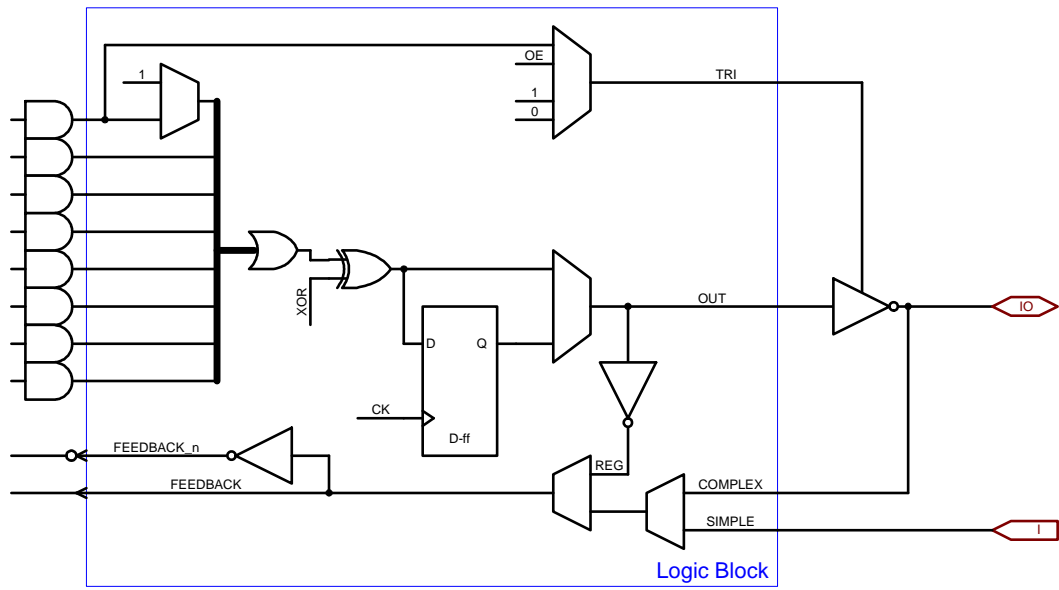 OE
1
TRI
1
0
XOR
OUT
IO
D
Q
CK
D-ff
FEEDBACK_n
REG
FEEDBACK
COMPLEX
SIMPLE
I
Logic Block